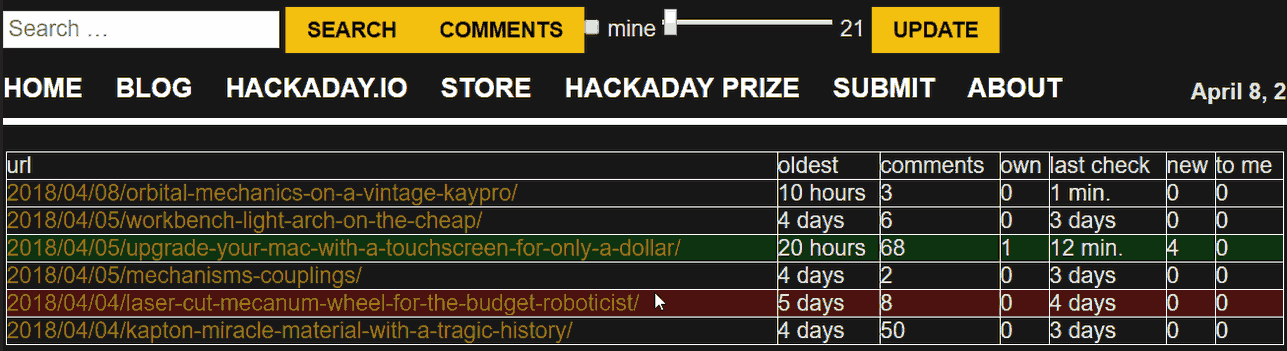 Search … SEARCH COMMENTS mine 21 UPDATE
HOME BLOG HACKADAY.IO STORE HACKADAY PRIZE SUBMIT ABOUT April 8, 2
url oldest comments own last check new to me
2018/04/08/orbital-mechanics-on-a-vintage-kaypro/ 10 hours 3 0 1 min. 0 0
2018/04/05/workbench-light-arch-on-the-cheap/ 4 days 6 0 3 days 0 0
2018/04/05/upgrade-your-mac-with-a-touchscreen-for-only-a-dollar/ 20 hours 68 1 12 min. 4 0
2018/04/05/mechanisms-couplings/ 4 days 2 0 3 days 0 0
2018/04/04/laser-cut-mecanum-wheel-for-the-budget-roboticist/ 5 days 8 0 4 days 0 0
2018/04/04/kapton-miracle-material-with-a-tragic-history/ 4 days 50 0 3 days 0 0